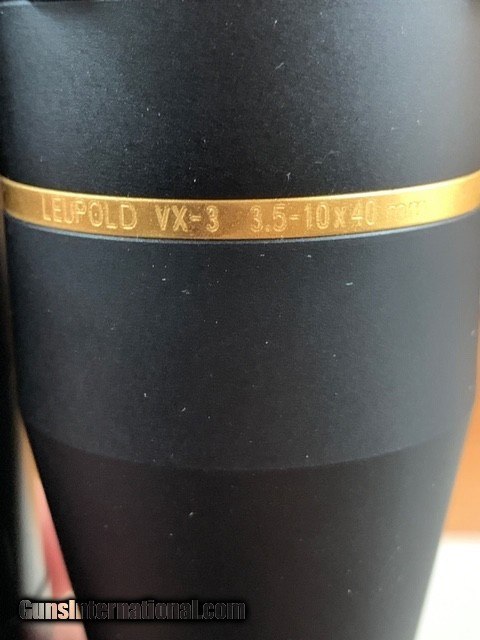 LEUPOLD VX-3 3.5-10x40 mm
GunsInternational.com